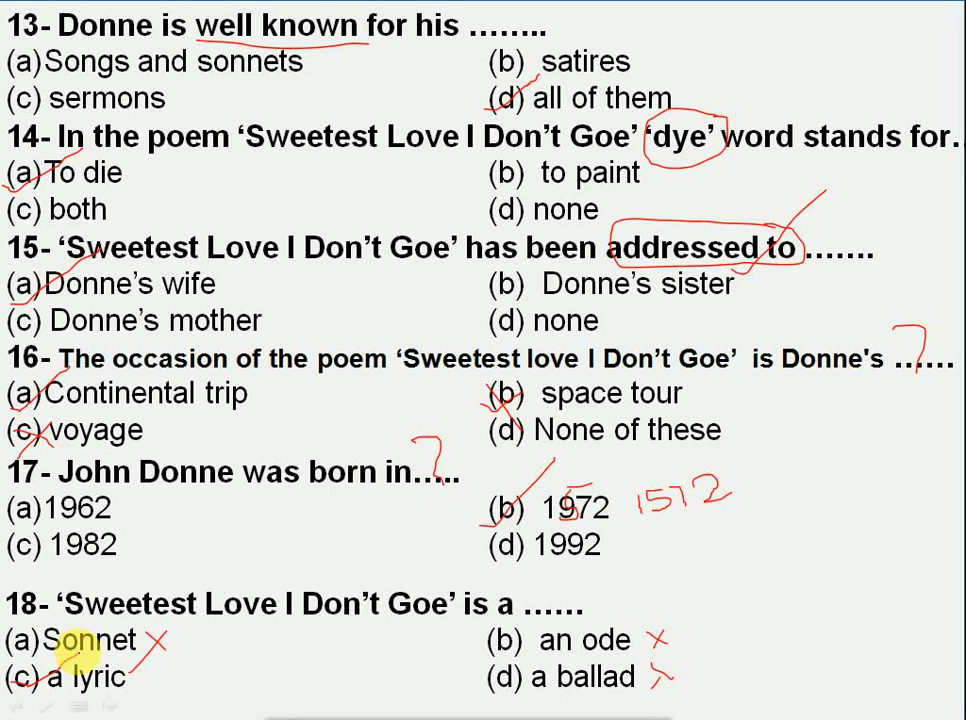 13- Donne is well known for his ……..
(a)Songs and sonnets (b) satires
(c) sermons (d) all of them
14- In the poem ‘Sweetest Love I Don’t Goe’ ‘dye’ word stands for..
(a)To die (b) to paint
(c) both (d) none
15- ‘Sweetest Love I Don’t Goe’ has been addressed to …….
(a)Donne’s wife (b) Donne’s sister
(c) Donne’s mother (d) none
16- The occasion of the poem ‘Sweetest love I Don’t Goe’ is Donne's …… ?
(a)Continental trip (b) space tour
(c) voyage (d) None of these
17- John Donne was born in….. ?
(a)1962 (b) 1972 5 1572
(c) 1982 (d) 1992
18- ‘Sweetest Love I Don’t Goe’ is a ……
(a)Sonnet (b) an ode
(c) a lyric (d) a ballad